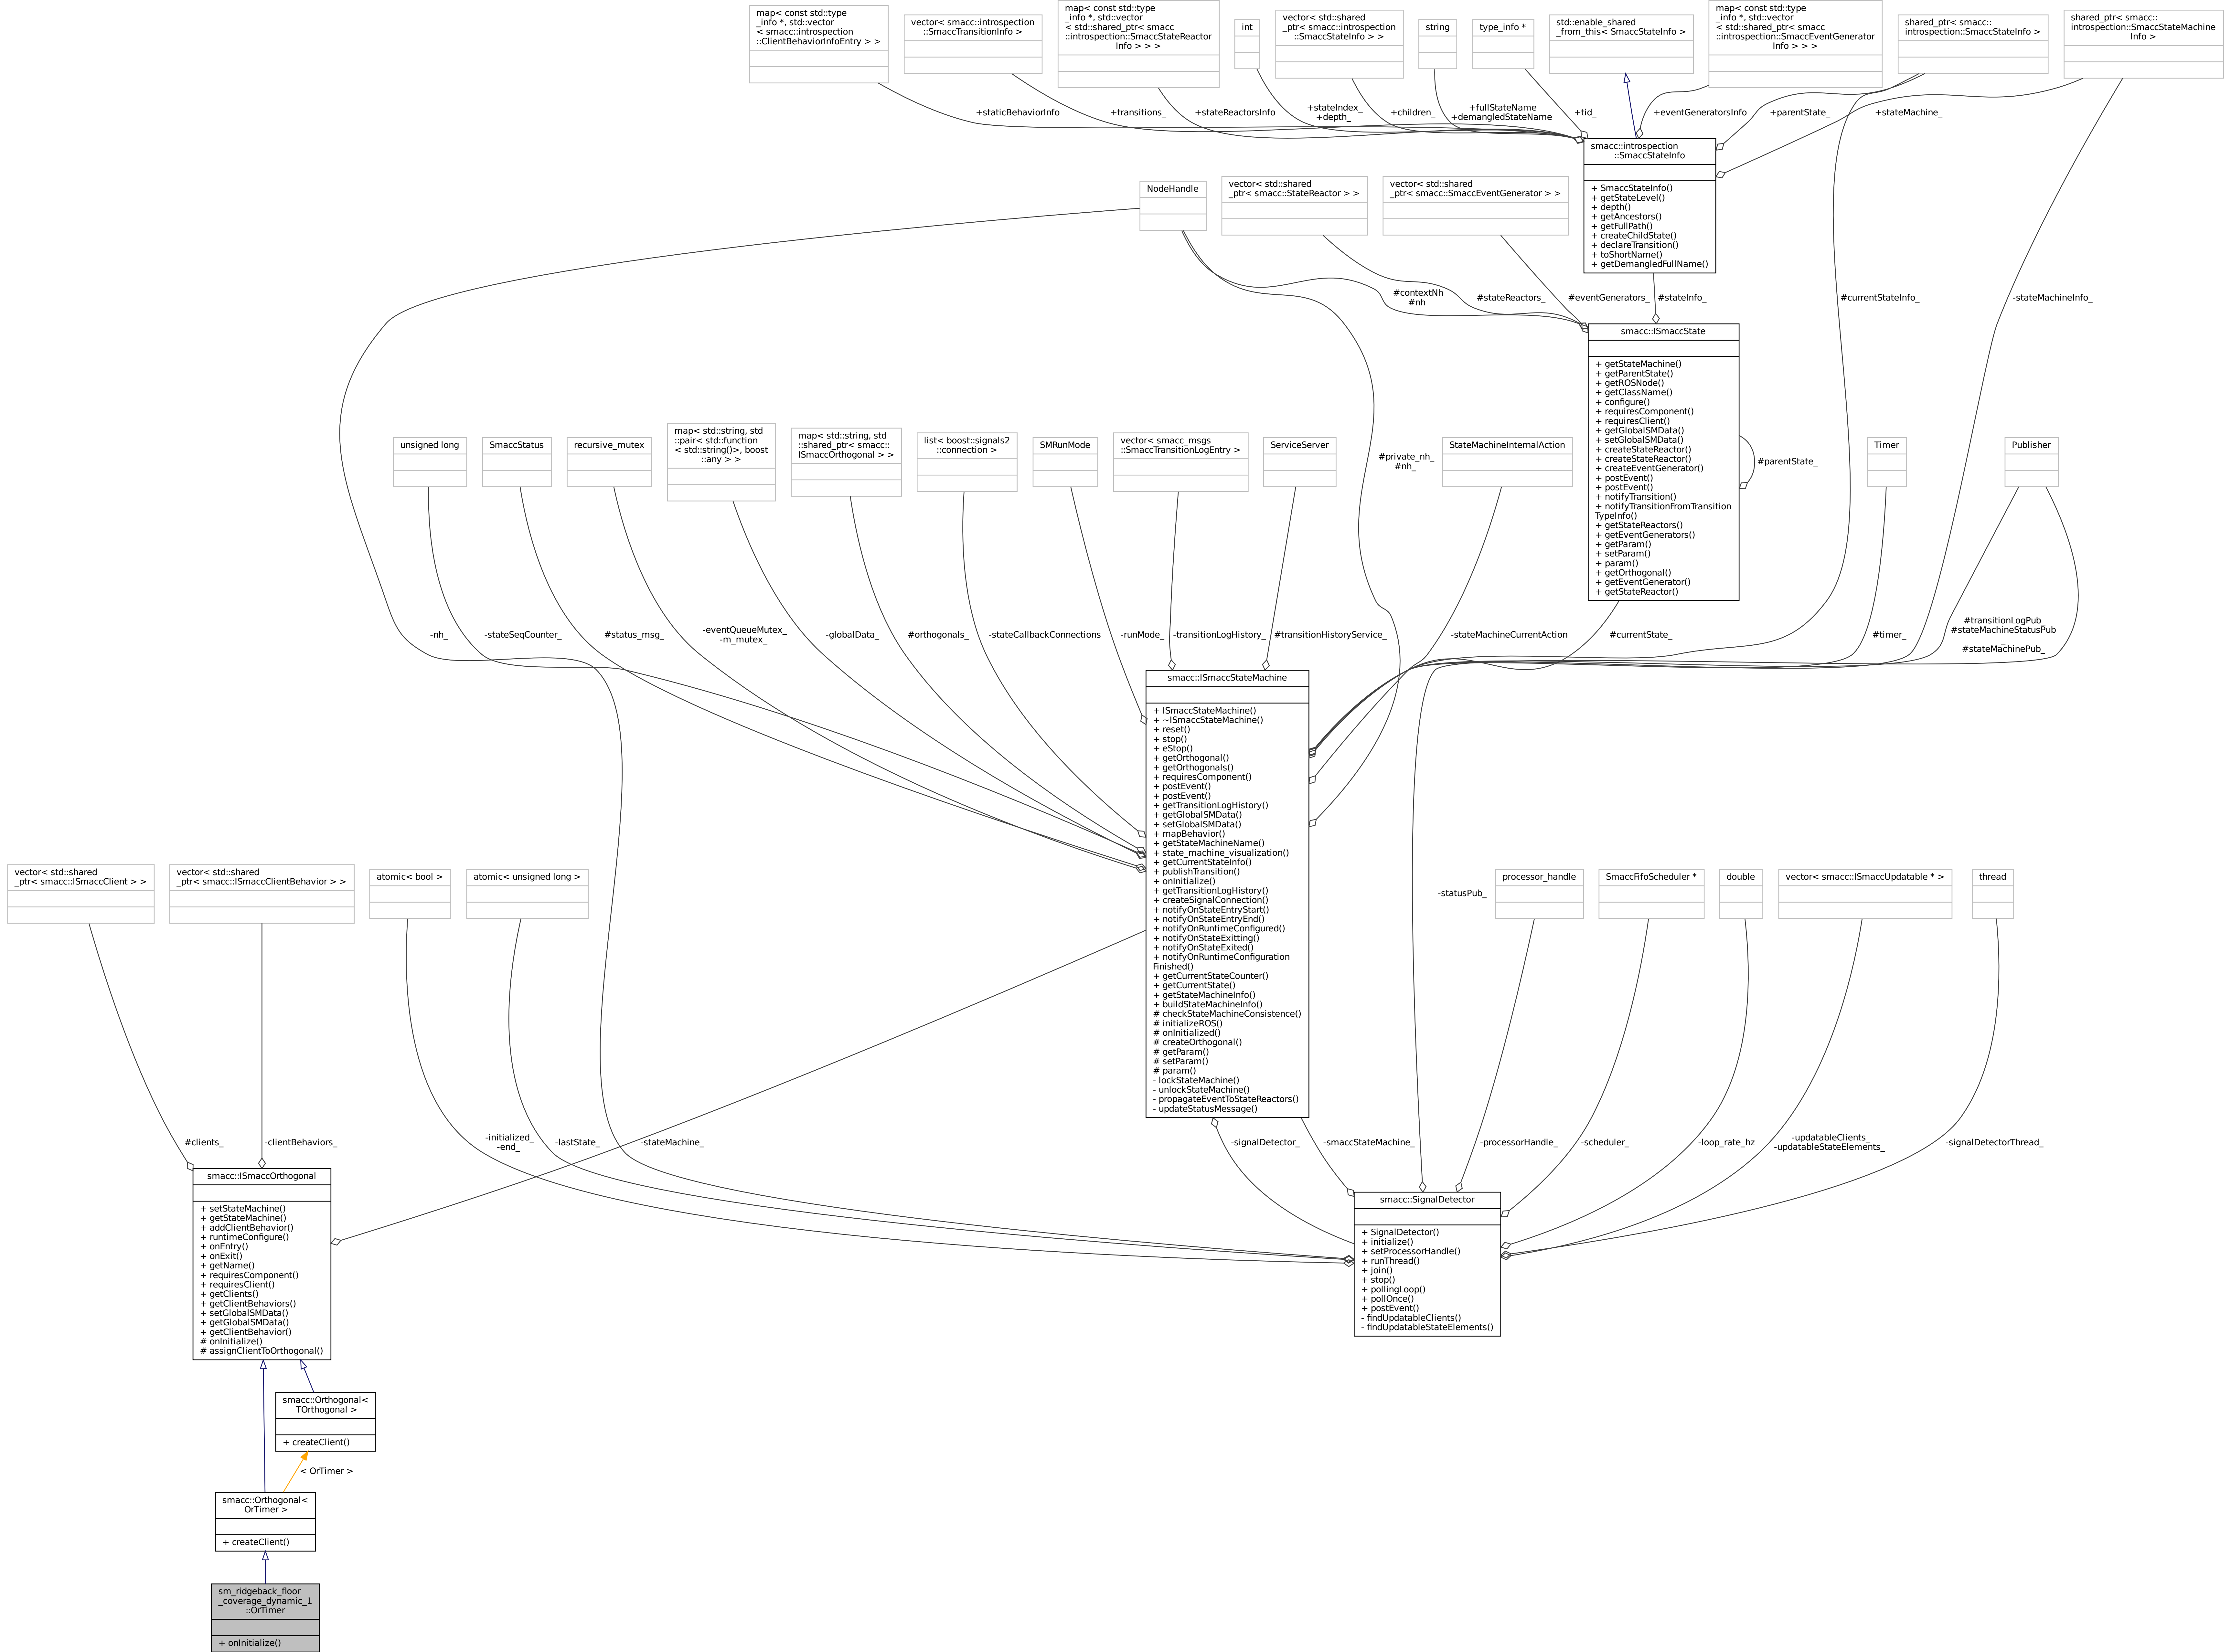 map< const std::type
_info *, std::vector
< smacc::introspection
::ClientBehaviorInfoEntry > >
vector< smacc::introspection
::SmaccTransitionInfo >
map< const std::type
_info *, std::vector
< std::shared_ptr< smacc
::introspection::SmaccStateReactor
Info > > >
int
vector< std::shared
_ptr< smacc::introspection
::SmaccStateInfo > >
string
type_info *
std::enable_shared
_from_this< SmaccStateInfo >
map< const std::type
_info *, std::vector
< std::shared_ptr< smacc
::introspection::SmaccEventGenerator
Info > > >
shared_ptr< smacc::
introspection::SmaccStateInfo >
shared_ptr< smacc::
introspection::SmaccStateMachine
Info >
+staticBehaviorInfo
+transitions_
+stateReactorsInfo
+stateIndex_
+depth_
+children_
+fullStateName
+demangledStateName
+tid_
+eventGeneratorsInfo
+parentState_
+stateMachine_
smacc::introspection
::SmaccStateInfo
+ SmaccStateInfo()
+ getStateLevel()
+ depth()
+ getAncestors()
+ getFullPath()
+ createChildState()
+ declareTransition()
+ toShortName()
+ getDemangledFullName()
NodeHandle
vector< std::shared
_ptr< smacc::StateReactor > >
vector< std::shared
_ptr< smacc::SmaccEventGenerator > >
#contextNh
#nh
#stateReactors_
#eventGenerators_
#stateInfo_
#currentStateInfo_
-stateMachineInfo_
smacc::ISmaccState
+ getStateMachine()
+ getParentState()
+ getROSNode()
+ getClassName()
+ configure()
+ requiresComponent()
+ requiresClient()
+ getGlobalSMData()
+ setGlobalSMData()
+ createStateReactor()
+ createStateReactor()
+ createEventGenerator()
+ postEvent()
+ postEvent()
+ notifyTransition()
+ notifyTransitionFromTransition
TypeInfo()
+ getStateReactors()
+ getEventGenerators()
+ getParam()
+ setParam()
+ param()
+ getOrthogonal()
+ getEventGenerator()
+ getStateReactor()
#parentState_
unsigned long
SmaccStatus
recursive_mutex
map< std::string, std
::pair< std::function
< std::string()>, boost
::any > >
map< std::string, std
::shared_ptr< smacc::
ISmaccOrthogonal > >
list< boost::signals2
::connection >
SMRunMode
vector< smacc_msgs
::SmaccTransitionLogEntry >
ServiceServer
#private_nh_
#nh_
StateMachineInternalAction
Timer
Publisher
-nh_
-stateSeqCounter_
#status_msg_
-eventQueueMutex_
-m_mutex_
-globalData_
#orthogonals_
-stateCallbackConnections
-runMode_
-transitionLogHistory_
#transitionHistoryService_
-stateMachineCurrentAction
#currentState_
#timer_
#transitionLogPub_
#stateMachineStatusPub
_
#stateMachinePub_
smacc::ISmaccStateMachine
+ ISmaccStateMachine()
+ ~ISmaccStateMachine()
+ reset()
+ stop()
+ eStop()
+ getOrthogonal()
+ getOrthogonals()
+ requiresComponent()
+ postEvent()
+ postEvent()
+ getTransitionLogHistory()
+ getGlobalSMData()
+ setGlobalSMData()
+ mapBehavior()
+ getStateMachineName()
+ state_machine_visualization()
+ getCurrentStateInfo()
+ publishTransition()
+ onInitialize()
+ getTransitionLogHistory()
+ createSignalConnection()
+ notifyOnStateEntryStart()
+ notifyOnStateEntryEnd()
+ notifyOnRuntimeConfigured()
+ notifyOnStateExitting()
+ notifyOnStateExited()
+ notifyOnRuntimeConfiguration
Finished()
+ getCurrentStateCounter()
+ getCurrentState()
+ getStateMachineInfo()
+ buildStateMachineInfo()
# checkStateMachineConsistence()
# initializeROS()
# onInitialized()
# createOrthogonal()
# getParam()
# setParam()
# param()
- lockStateMachine()
- unlockStateMachine()
- propagateEventToStateReactors()
- updateStatusMessage()
vector< std::shared
_ptr< smacc::ISmaccClient > >
vector< std::shared
_ptr< smacc::ISmaccClientBehavior > >
atomic< bool >
atomic< unsigned long >
-statusPub_
processor_handle
SmaccFifoScheduler *
double
vector< smacc::ISmaccUpdatable * >
thread
#clients_
-clientBehaviors_
-initialized_
-end_
-lastState_
-stateMachine_
-signalDetector_
-smaccStateMachine_
-processorHandle_
-scheduler_
-loop_rate_hz
-updatableClients_
-updatableStateElements_
-signalDetectorThread_
smacc::ISmaccOrthogonal
+ setStateMachine()
+ getStateMachine()
+ addClientBehavior()
+ runtimeConfigure()
+ onEntry()
+ onExit()
+ getName()
+ requiresComponent()
+ requiresClient()
+ getClients()
+ getClientBehaviors()
+ setGlobalSMData()
+ getGlobalSMData()
+ getClientBehavior()
# onInitialize()
# assignClientToOrthogonal()
smacc::SignalDetector
+ SignalDetector()
+ initialize()
+ setProcessorHandle()
+ runThread()
+ join()
+ stop()
+ pollingLoop()
+ pollOnce()
+ postEvent()
- findUpdatableClients()
- findUpdatableStateElements()
smacc::Orthogonal<
TOrthogonal >
+ createClient()
< OrTimer >
smacc::Orthogonal<
OrTimer >
+ createClient()
sm_ridgeback_floor
_coverage_dynamic_1
::OrTimer
+ onInitialize()